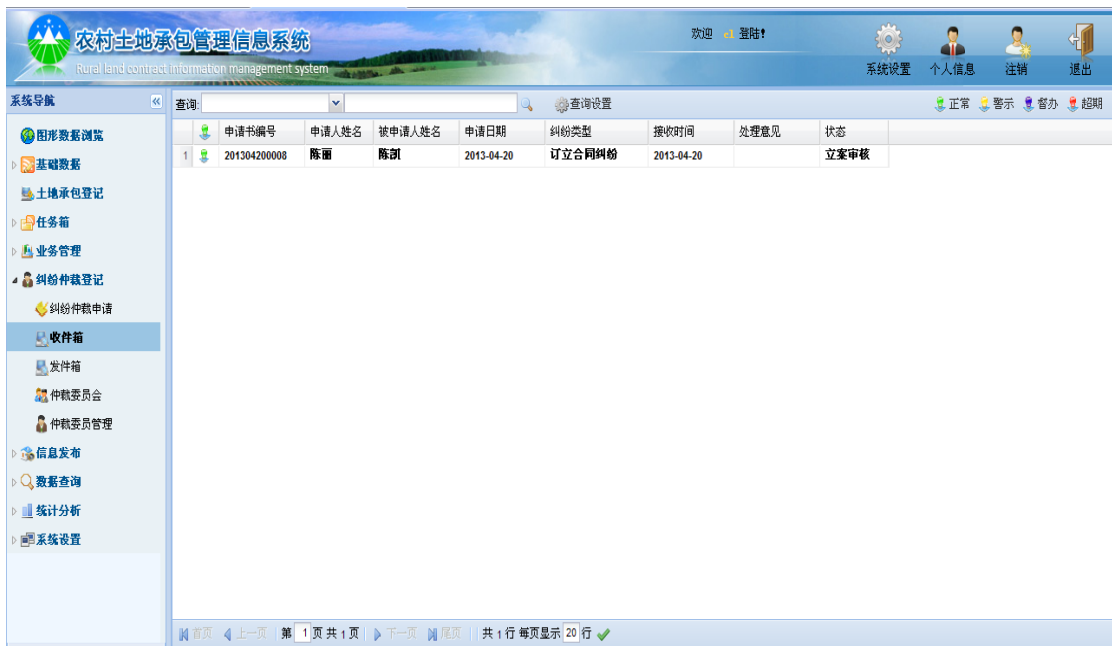 农村土地承包管理信息系统
Rural land contract information management system
欢迎 cl 登陆!
系统设置 个人信息 注销 退出
系统导航
查询: 查询设置 正常 警示 督办 超期
图形数据浏览
基础数据
土地承包登记
任务箱
业务管理
纠纷仲裁登记
纠纷仲裁申请
收件箱
发件箱
仲裁委员会
仲裁委员管理
信息发布
数据查询
统计分析
系统设置
申请书编号 申请人姓名 被申请人姓名 申请日期 纠纷类型 接收时间 处理意见 状态
1 201304200008 陈丽 陈凯 2013-04-20 订立合同纠纷 2013-04-20 立案审核
首页 上一页 第 1 页 共 1 页 下一页 尾页 共 1 行 每页显示 20 行